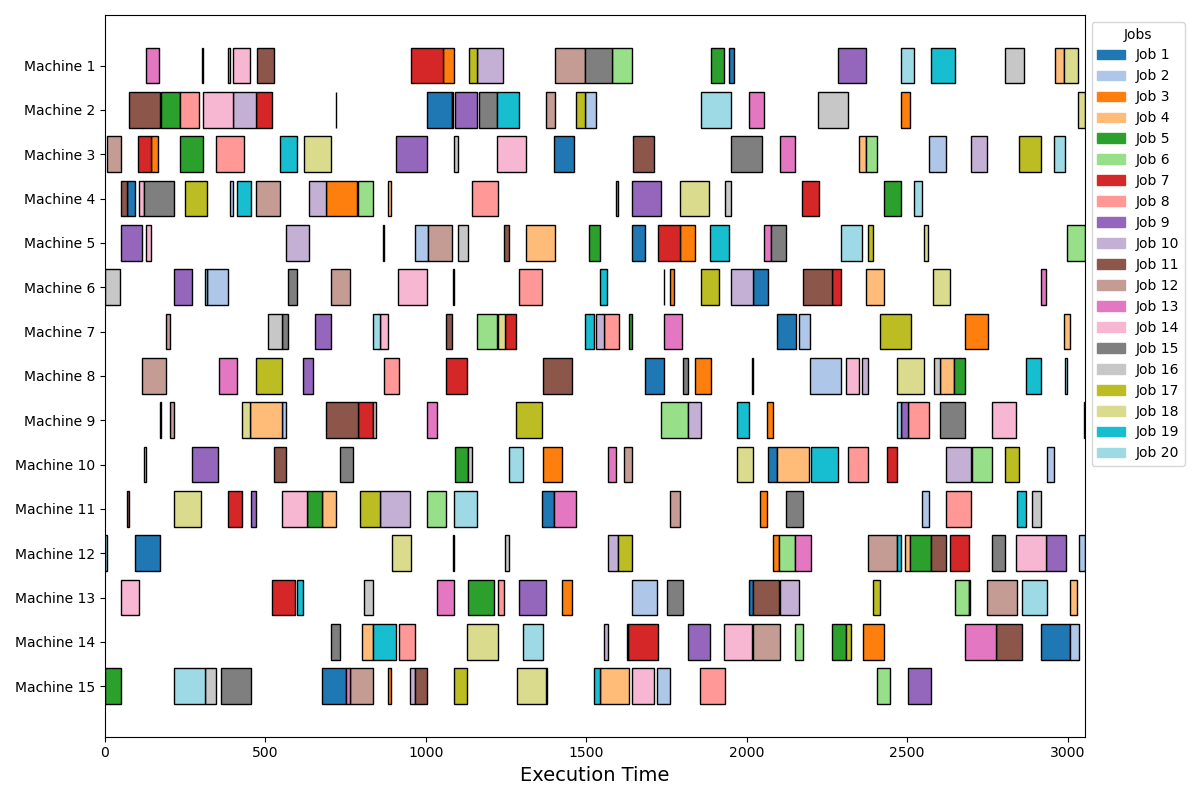 Machine 1
Machine 2
Machine 3
Machine 4
Machine 5
Machine 6
Machine 7
Machine 8
Machine 9
Machine 10
Machine 11
Machine 12
Machine 13
Machine 14
Machine 15
0 500 1000 1500 2000 2500 3000
Execution Time
Jobs
Job 1
Job 2
Job 3
Job 4
Job 5
Job 6
Job 7
Job 8
Job 9
Job 10
Job 11
Job 12
Job 13
Job 14
Job 15
Job 16
Job 17
Job 18
Job 19
Job 20